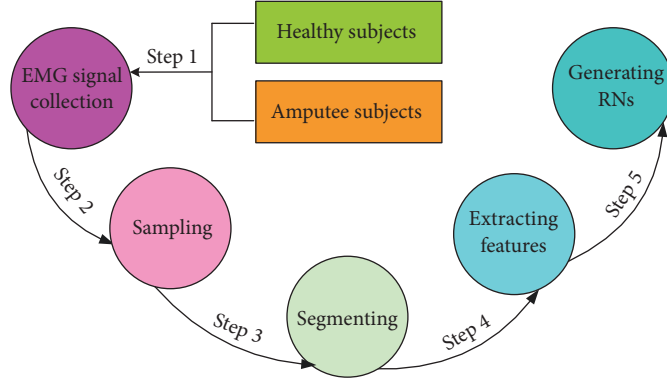 Healthy subjects
Step 1
EMG signal
collection
Amputee subjects
Generating
RNs
Step 2
Sampling
Step 3
Segmenting
Step 4
Extracting
features
Step 5